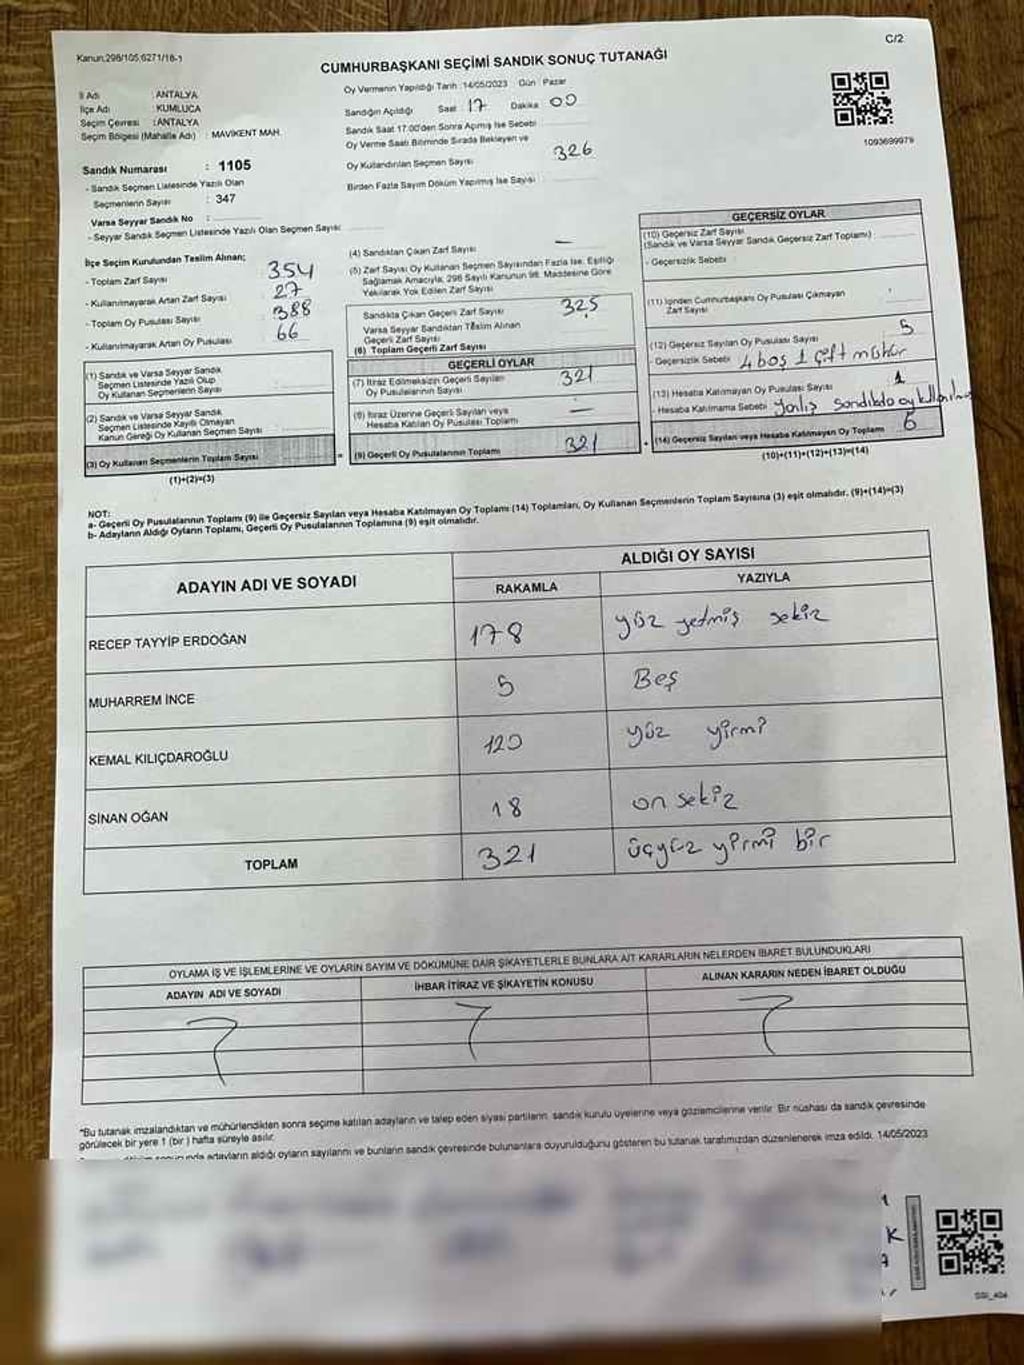 Kanun:298/105;6271/18-1
C/2
CUMHURBAŞKANI SEÇİMİ SANDIK SONUÇ TUTANAĞI
İl Adı : ANTALYA
İlçe Adı : KUMLUCA
Seçim Çevresi : ANTALYA
Seçim Bölgesi (Mahalle Adı) : MAVİKENT MAH.
Oy Vermenin Yapıldığı Tarih :14/05/2023 Gün : Pazar
Sandığın Açıldığı Saat 17 Dakika 00
Sandık Saat 17.00'den Sonra Açımış İse Sebebi
Oy Verme Saati Bitiminde Sırada Bekleyen ve
Oy Kullandırılan Seçmen Sayısı 326
Birden Fazla Sayım Döküm Yapılmış İse Sayısı
1093699979
Sandık Numarası : 1105
- Sandık Seçmen Listesinde Yazılı Olan
Seçmenlerin Sayısı : 347
Varsa Seyyar Sandık No :
- Seyyar Sandık Seçmen Listesinde Yazılı Olan Seçmen Sayısı:
İlçe Seçim Kurulundan Teslim Alınan;
- Toplam Zarf Sayısı : 354
- Kullanılmayarak Artan Zarf Sayısı : 27
- Toplam Oy Pusulası Sayısı : 388
- Kullanılmayarak Artan Oy Pusulası : 66
(1) Sandık ve Varsa Seyyar Sandık
Seçmen Listesinde Yazılı Olup
Oy Kullanan Seçmenlerin Sayısı
(2) Sandık ve Varsa Seyyar Sandık
Seçmen Listesinde Kayıtlı Olmayan
Kanun Gereği Oy Kullanan Seçmen Sayısı
(3) Oy Kullanan Seçmenlerin Toplam Sayısı
(1)+(2)=(3)
(4) Sandıktan Çıkan Zarf Sayısı —
(5) Zarf Sayısı Oy Kullanan Seçmen Sayısından Fazla İse, Eşitliği
Sağlamak Amacıyla, 298 Sayılı Kanunun 98. Maddesine Göre
Yakılarak Yok Edilen Zarf Sayısı
Sandıkta Çıkan Geçerli Zarf Sayısı 325
Varsa Seyyar Sandıktan Teslim Alınan
Geçerli Zarf Sayısı
(6) Toplam Geçerli Zarf Sayısı
GEÇERLİ OYLAR
(7) İtiraz Edilmeksizin Geçerli Sayılan
Oy Pusulalarının Sayısı 321
(8) İtiraz Üzerine Geçerli Sayılan veya
Hesaba Katılan Oy Pusulası Toplamı —
(9) Geçerli Oy Pusulalarının Toplamı 321
GEÇERSİZ OYLAR
(10) Geçersiz Zarf Sayısı
(Sandık ve Varsa Seyyar Sandık Geçersiz Zarf Toplamı)
- Geçersizlik Sebebi :
(11) İçinden Cumhurbaşkanı Oy Pusulası Çıkmayan
Zarf Sayısı
(12) Geçersiz Sayılan Oy Pusulası Sayısı 5
- Geçersizlik Sebebi : 4 boş 1 çift mühür
(13) Hesaba Katılmayan Oy Pusulası Sayısı 1
- Hesaba Katılmama Sebebi yanlış sandıkda oy kullanılmış
(14) Geçersiz Sayılan veya Hesaba Katılmayan Oy Toplamı 6
(10)+(11)+(12)+(13)=(14)
NOT:
a- Geçerli Oy Pusulalarının Toplamı (9) ile Geçersiz Sayılan veya Hesaba Katılmayan Oy Toplamı (14) Toplamları, Oy Kullanan Seçmenlerin Toplam Sayısına (3) eşit olmalıdır. (9)+(14)=(3)
b- Adayların Aldığı Oyların Toplamı, Geçerli Oy Pusulalarının Toplamına (9) eşit olmalıdır.
ADAYIN ADI VE SOYADI
ALDIĞI OY SAYISI
RAKAMLA YAZIYLA
RECEP TAYYİP ERDOĞAN 178 yüz yetmiş sekiz
MUHARREM İNCE 5 Beş
KEMAL KILIÇDAROĞLU 120 yüz yirmi
SİNAN OĞAN 18 on sekiz
TOPLAM 321 üçyüz yirmi bir
OYLAMA İŞ VE İŞLEMLERİNE VE OYLARIN SAYIM VE DÖKÜMÜNE DAİR ŞİKAYETLERLE BUNLARA AİT KARARLARIN NELERDEN İBARET BULUNDUKLARI
ADAYIN ADI VE SOYADI İHBAR İTİRAZ VE ŞİKAYETİN KONUSU ALINAN KARARIN NEDEN İBARET OLDUĞU
*Bu tutanak imzalandıktan ve mühürlendikten sonra seçime katılan adayların ve talep eden siyasi partilerin, sandık kurulu üyelerine veya gözlemcilerine verilir. Bir nüshası da sandık çevresinde
görülecek bir yere 1 (bir ) hafta süreyle asılır.
adayların aldığı oyların sayılarını ve bunların sandık çevresinde bulunanlara duyurulduğunu gösteren bu tutanak tarafımızdan düzenlenerek imza edildi. 14/05/2023
K